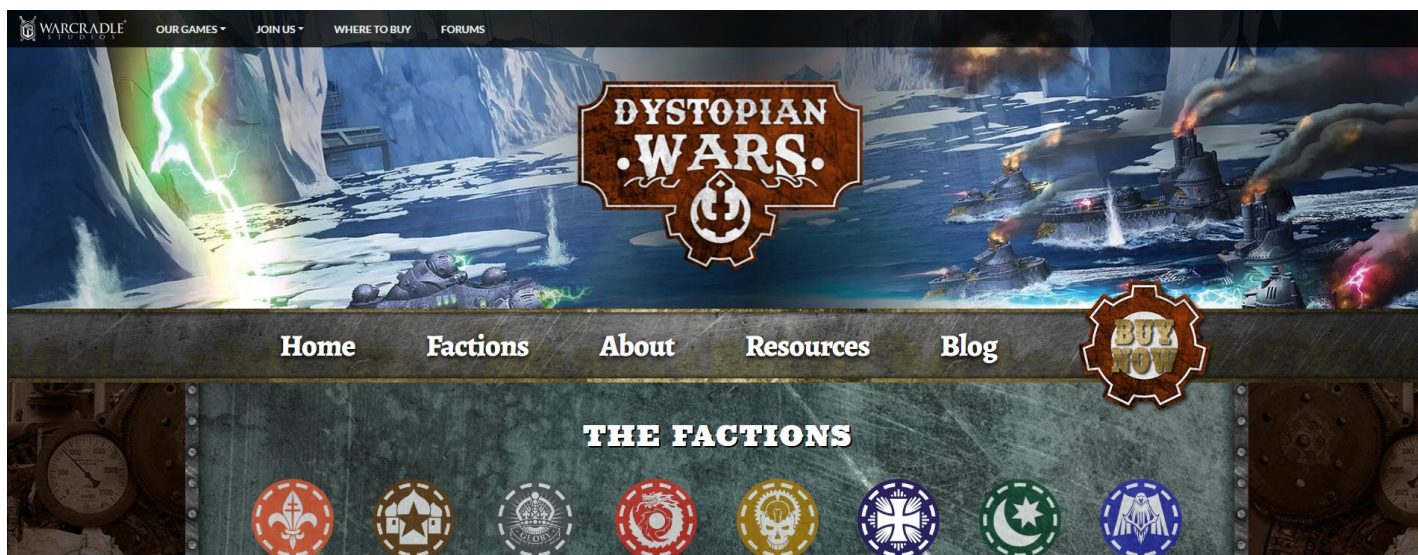 WARCRADLE
STUDIOS
OUR GAMES
JOIN US
WHERE TO BUY
FORUMS
DYSTOPIAN
WARS
Home
Factions
About
Resources
Blog
BUY
NOW
THE FACTIONS
GLORY